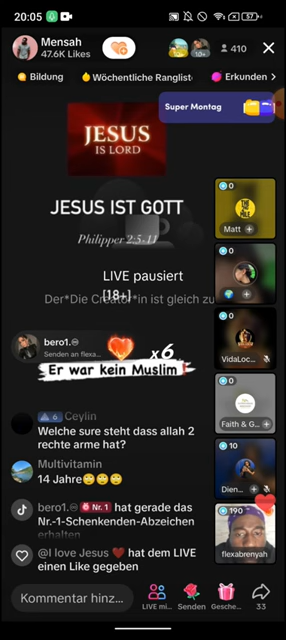 20:05
57
Mensah
47.6K Likes
410
Bildung
Wöchentliche Ranglist
Erkunden
Super Montag
JESUS
IS LORD
JESUS IST GOTT
Philipper 2:5-11
LIVE pausiert
[18+]
Der*Die Creator*in ist gleich zu
0
Matt
0
0
VidaLoc...
0
Faith & G...
10
Dien...
190
flexabrenyah
bero1.
Senden an flexa...
x6
Er war kein Muslim!
6 Ceylin
Welche sure steht dass allah 2
rechte arme hat?
Multivitamin
14 Jahre🙄🙄🙄
bero1. Nr. 1 hat gerade das
Nr.-1-Schenkenden-Abzeichen
erhalten
@I love Jesus ❤️ hat dem LIVE
einen Like gegeben
Kommentar hinz...
LIVE mi...
Senden
Gesche...
33